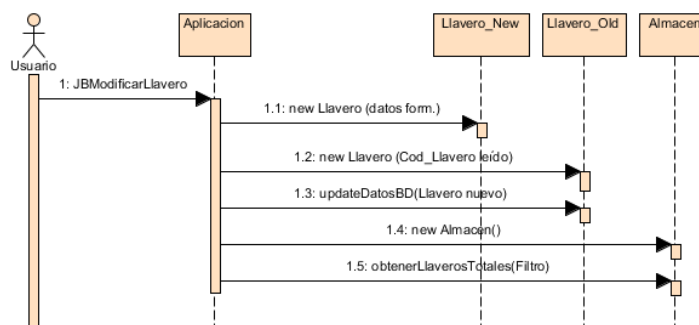 Aplicacion
Llavero_New
Llavero_Old
Almacen
Usuario
1: JBModificarLlavero
1.1: new Llavero (datos form.)
1.2: new Llavero (Cod_Llavero leído)
1.3: updateDatosBD(Llavero nuevo)
1.4: new Almacen()
1.5: obtenerLlaverosTotales(Filtro)